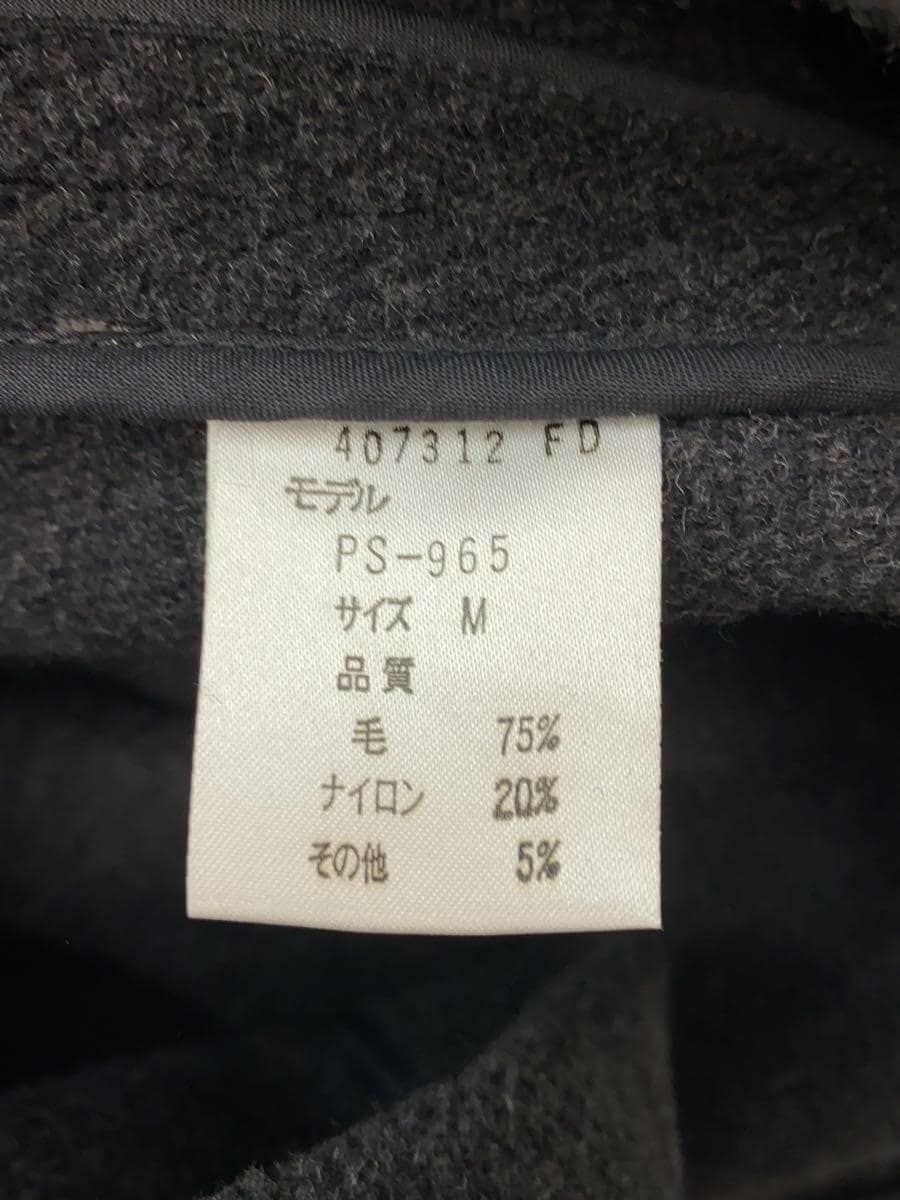 407312 FD
モデル
PS-965
サイズ M
品質
毛 75%
ナイロン 20%
その他 5%